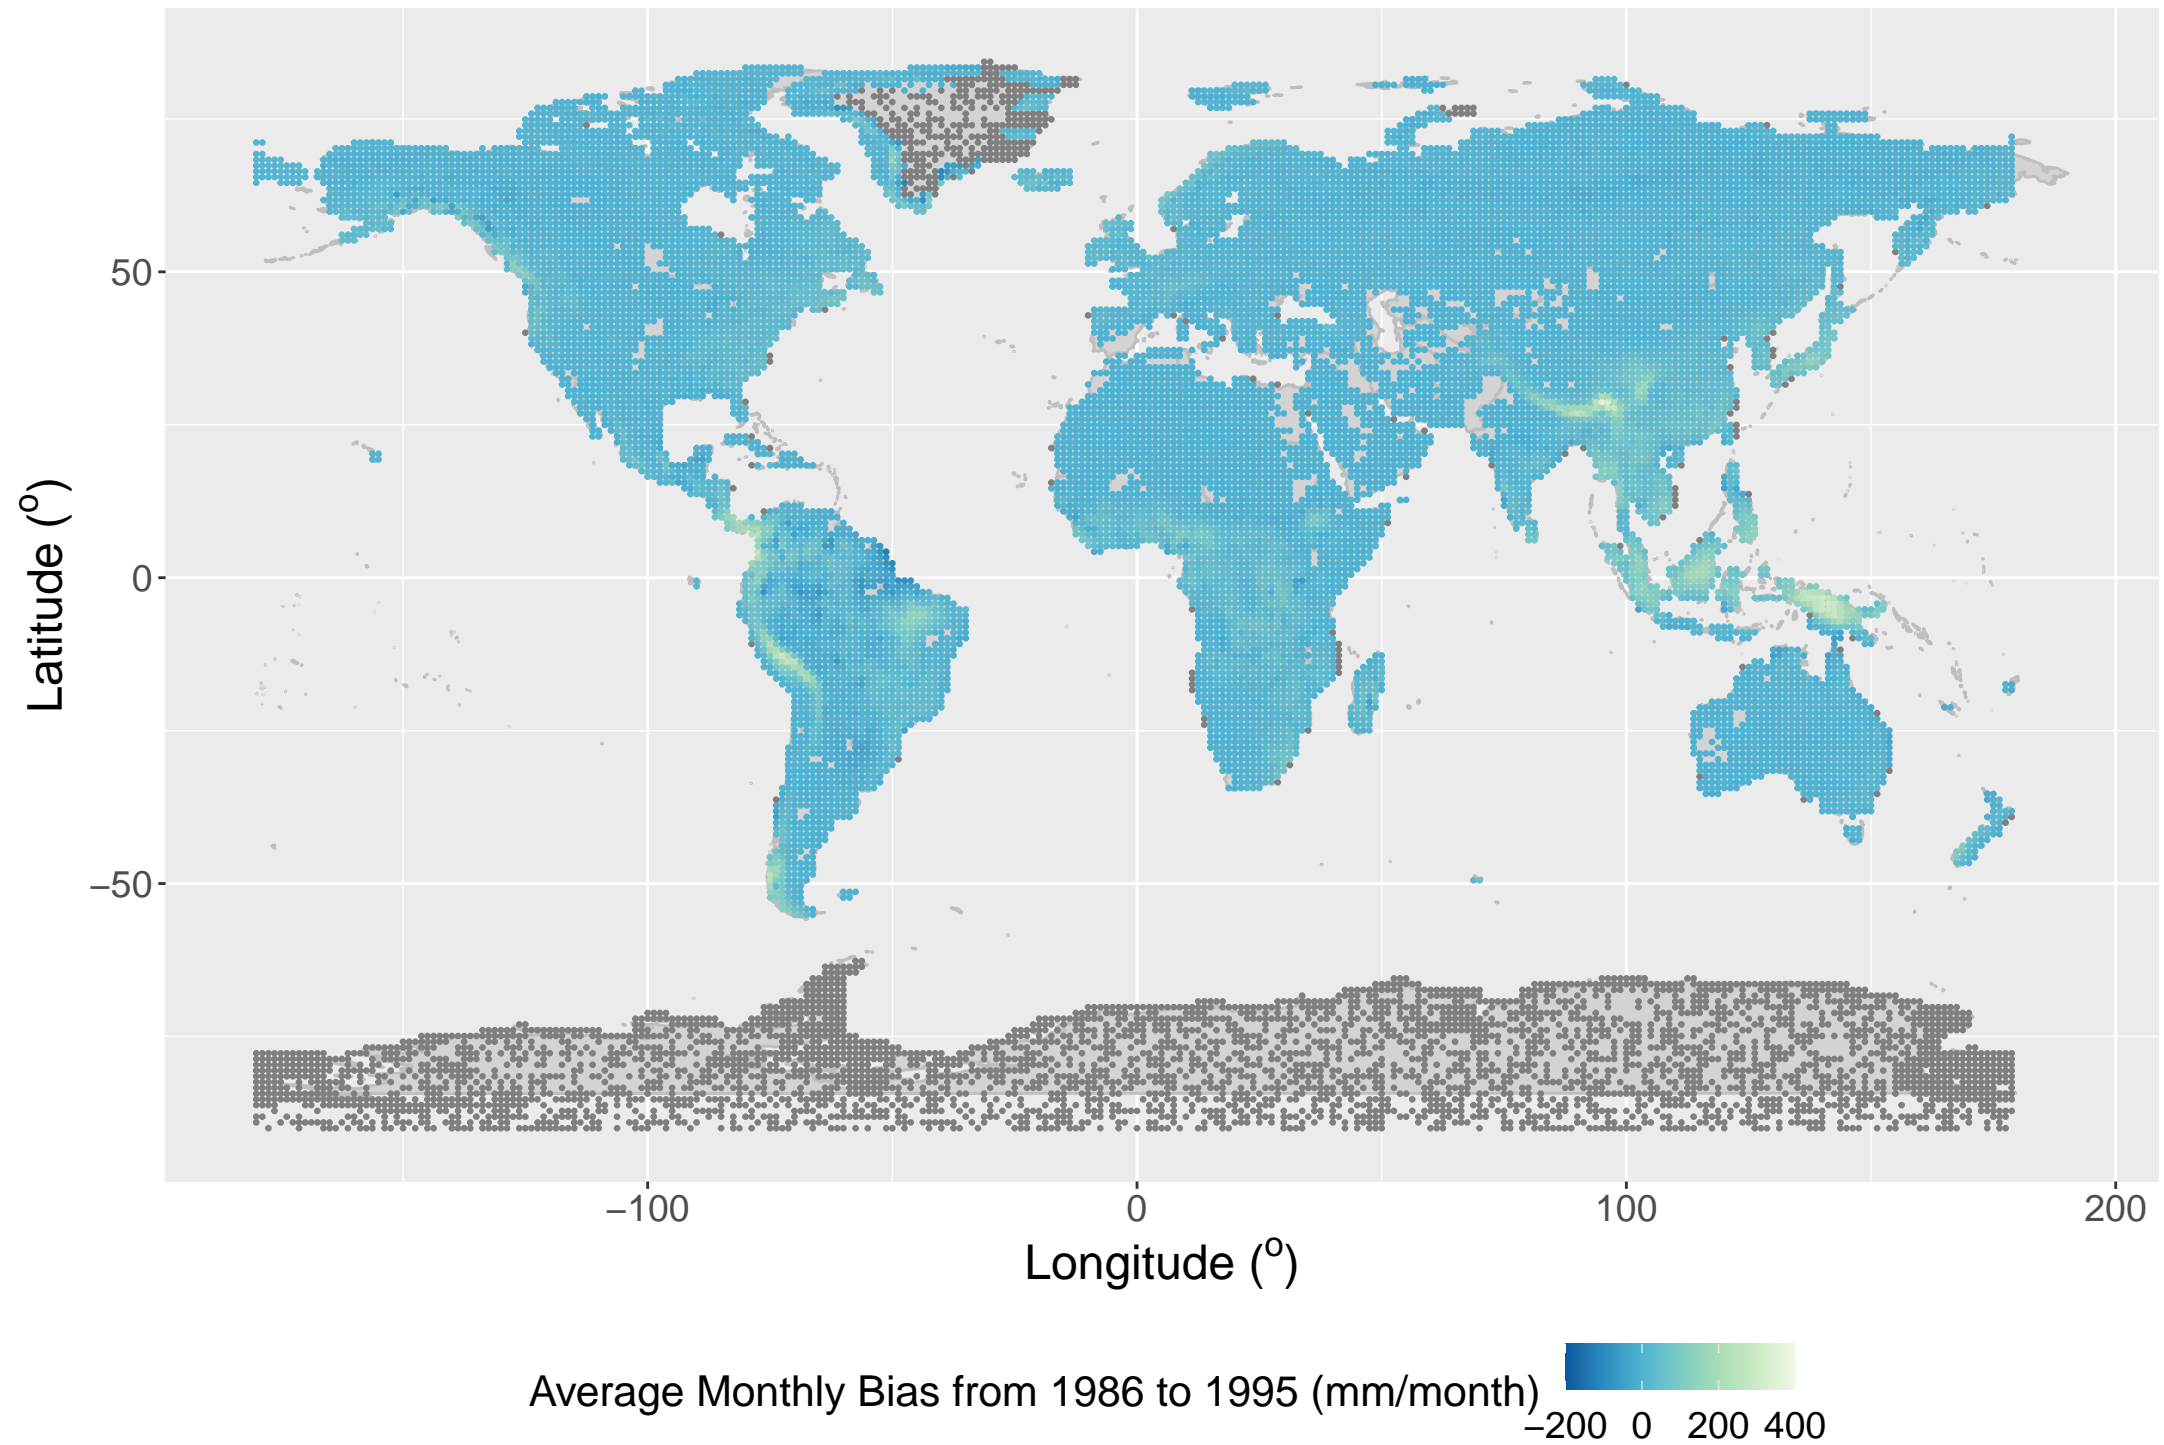 50
0
−50
Latitude (o)
−100 0 100 200
Longitude (o)
Average Monthly Bias from 1986 to 1995 (mm/month)
−200 0 200 400